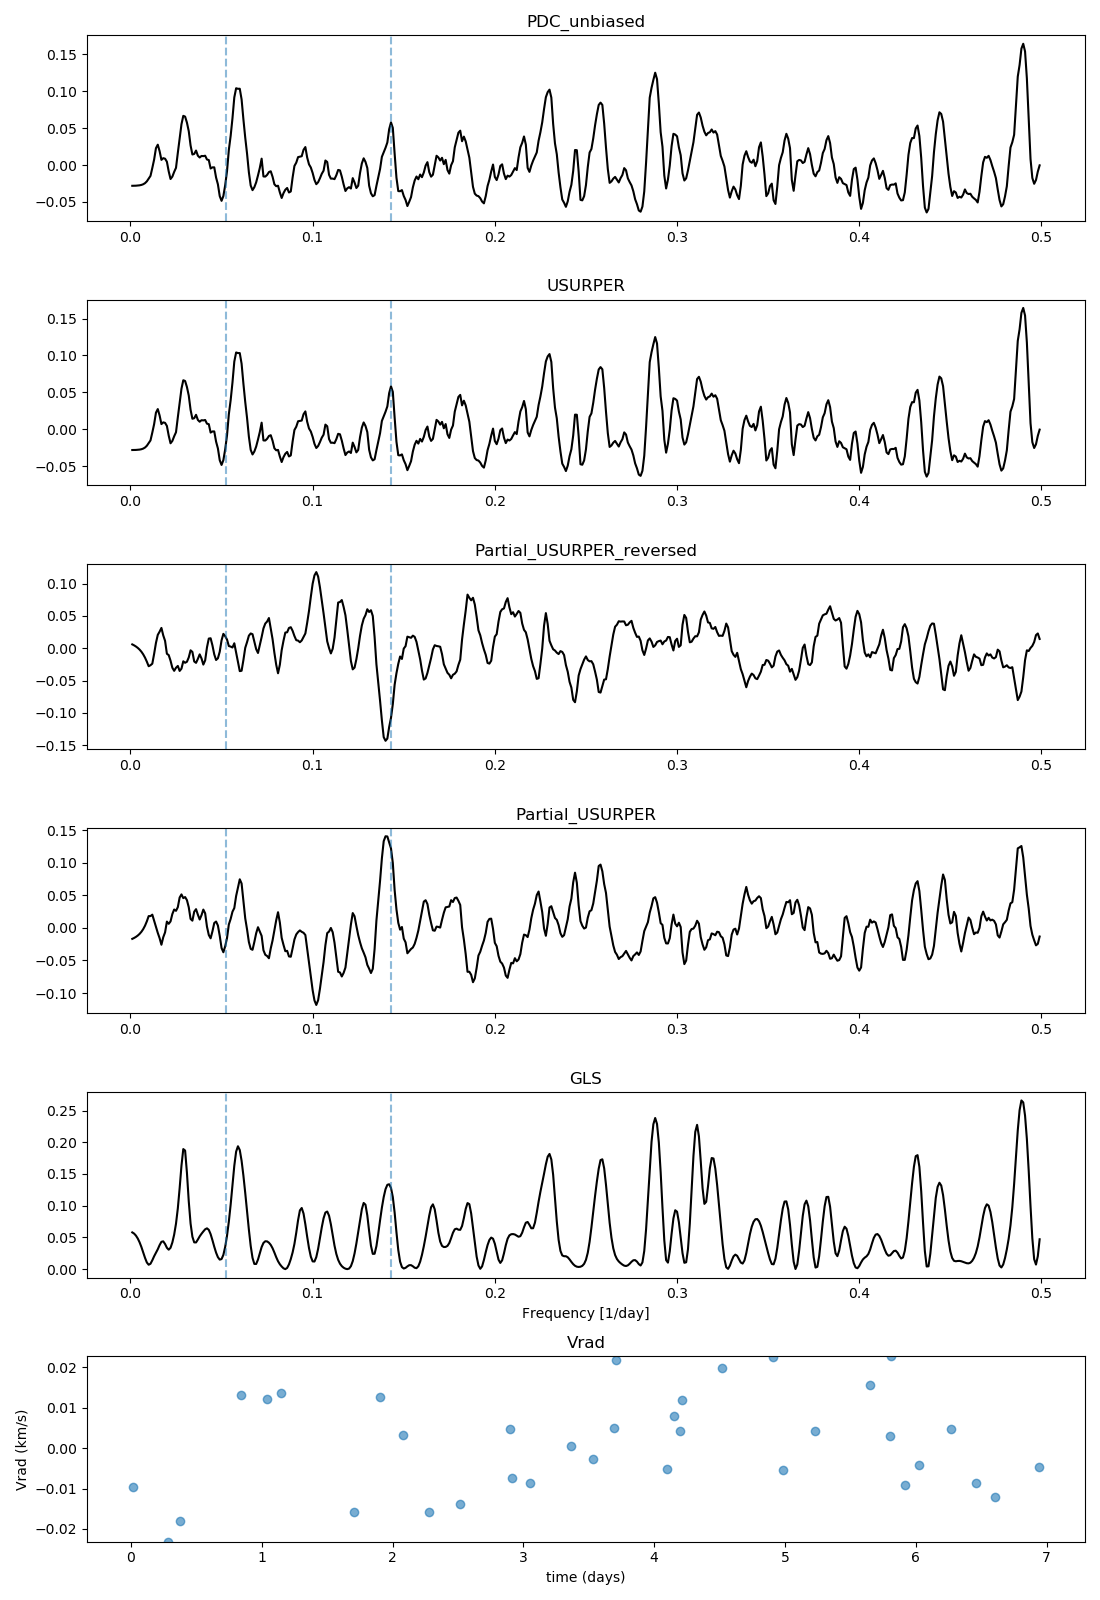 PDC_unbiased
0.15
0.10
0.05
0.00
−0.05
0.0 0.1 0.2 0.3 0.4 0.5
USURPER
0.15
0.10
0.05
0.00
−0.05
0.0 0.1 0.2 0.3 0.4 0.5
Partial_USURPER_reversed
0.10
0.05
0.00
−0.05
−0.10
−0.15
0.0 0.1 0.2 0.3 0.4 0.5
Partial_USURPER
0.15
0.10
0.05
0.00
−0.05
−0.10
0.0 0.1 0.2 0.3 0.4 0.5
GLS
0.25
0.20
0.15
0.10
0.05
0.00
0.0 0.1 0.2 0.3 0.4 0.5
Frequency [1/day]
Vrad
Vrad (km/s)
0.02
0.01
0.00
−0.01
−0.02
0 1 2 3 4 5 6 7
time (days)